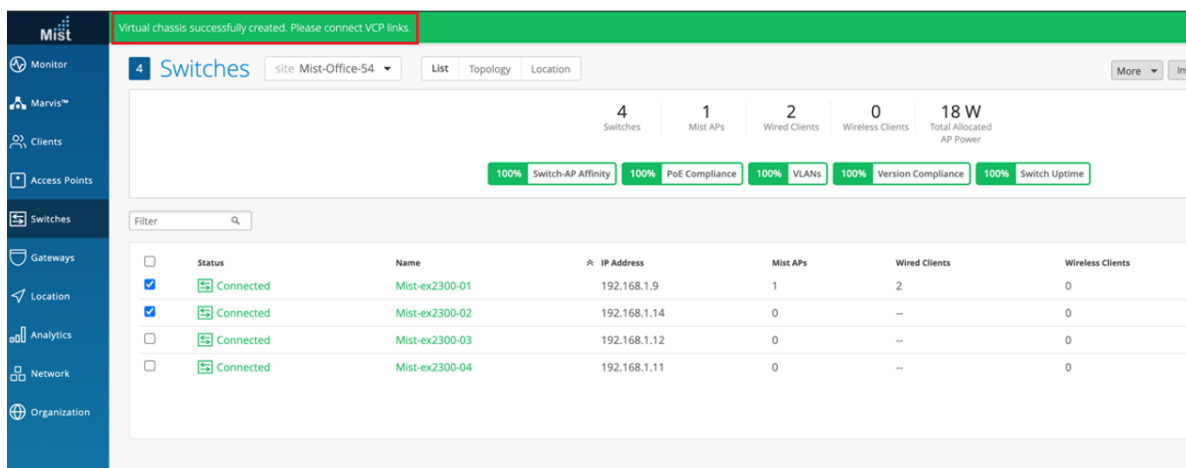 Mist
Virtual chassis successfully created. Please connect VCP links.
Monitor
Marvis™
Clients
Access Points
Switches
Gateways
Location
Analytics
Network
Organization
4 Switches site Mist-Office-54 List Topology Location More
4 1 2 0 18 W
Switches Mist APs Wired Clients Wireless Clients Total Allocated
AP Power
100% Switch-AP Affinity 100% PoE Compliance 100% VLANs 100% Version Compliance 100% Switch Uptime
Filter
Status Name IP Address Mist APs Wired Clients Wireless Clients
Connected Mist-ex2300-01 192.168.1.9 1 2 0
Connected Mist-ex2300-02 192.168.1.14 0 -- 0
Connected Mist-ex2300-03 192.168.1.12 0 -- 0
Connected Mist-ex2300-04 192.168.1.11 0 -- 0